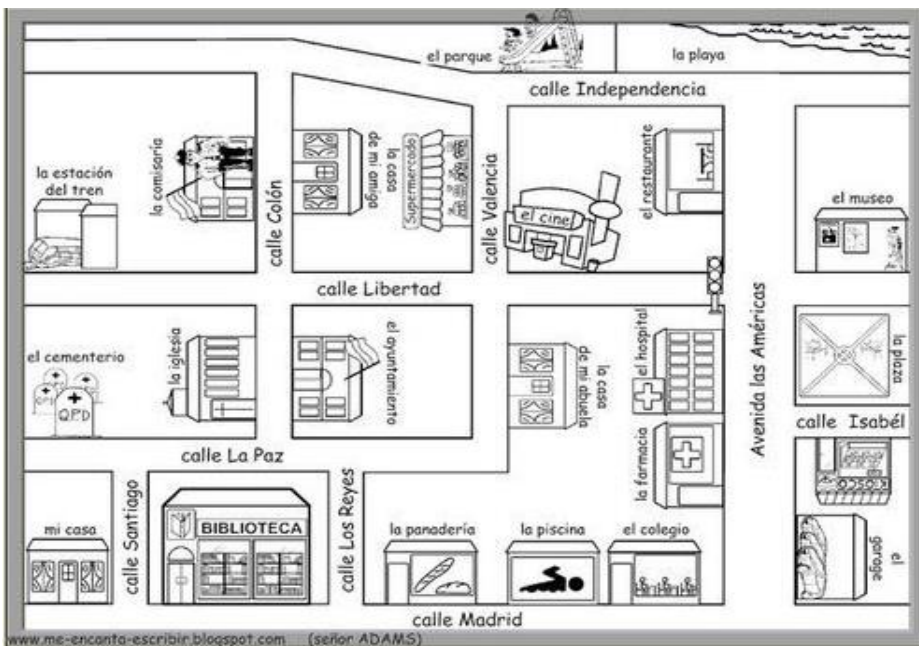 el parque
la playa
calle Independencia
la estación
del tren
la comisaría
calle Colón
la casa
de mi amiga
Supermercado
calle Valencia
el cine
el restaurante
el museo
calle Libertad
Avenida las Américas
el cementerio
QPD
la iglesia
el ayuntamiento
la casa
de mi abuela
el hospital
la plaza
calle Isabél
calle La Paz
la farmacia
KIOSCO
mi casa
calle Santiago
BIBLIOTECA
calle Los Reyes
la panadería
la piscina
el colegio
el
garage
calle Madrid
www.me-encanta-escribir.blogspot.com (señor ADAMS)